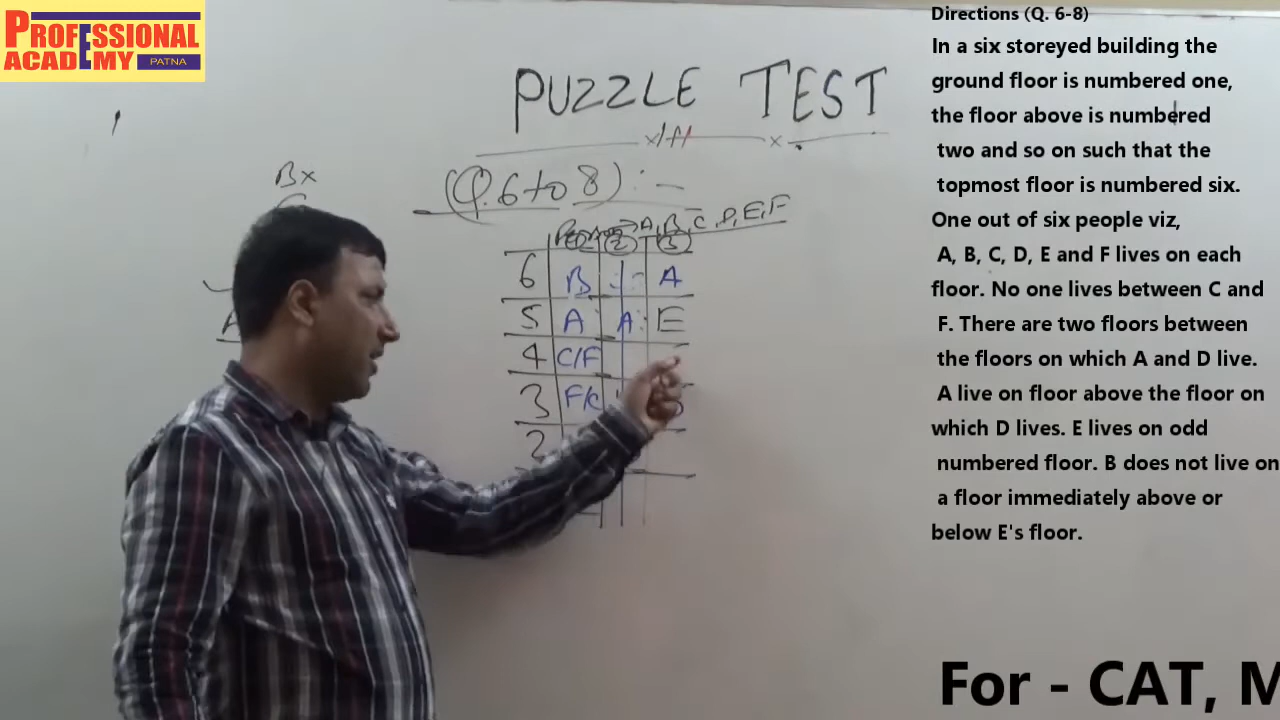 PROFESSIONAL
ACADEMY PATNA
PUZZLE TEST
(Q.6 to 8) : -
A, B, C, D, E, F
Bx
6 B A
5 A A E
4 C/F
3 F/C
2
Directions (Q. 6-8)
In a six storeyed building the
ground floor is numbered one,
the floor above is numbered
two and so on such that the
topmost floor is numbered six.
One out of six people viz,
A, B, C, D, E and F lives on each
floor. No one lives between C and
F. There are two floors between
the floors on which A and D live.
A live on floor above the floor on
which D lives. E lives on odd
numbered floor. B does not live on
a floor immediately above or
below E's floor.
For - CAT, M